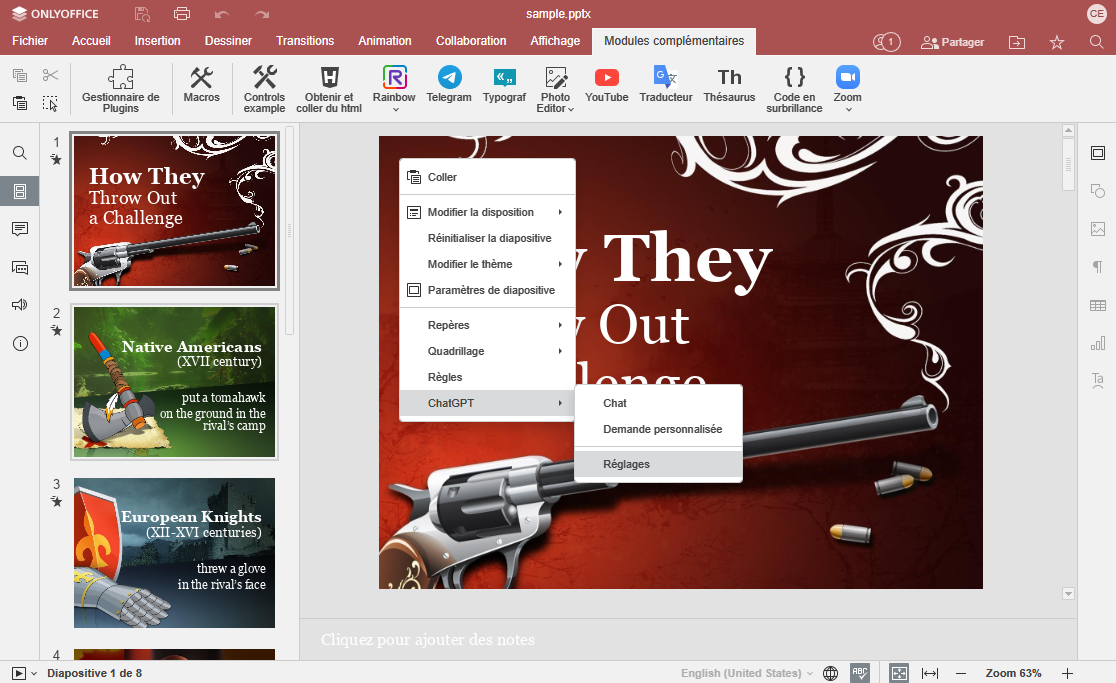 ONLYOFFICE
sample.pptx
CE
Fichier Accueil Insertion Dessiner Transitions Animation Collaboration Affichage Modules complémentaires
1
Partager
Gestionnaire de
Plugins
Macros
Controls
example
Obtenir et
coller du html
Rainbow
Telegram
Typograf
Photo
Editor
YouTube
Traducteur
Th
Thésaurus
Code en
surbrillance
Zoom
1
How They
Throw Out
a Challenge
2
Native Americans
(XVII century)
put a tomahawk
on the ground in the
rival's camp
3
European Knights
(XII-XVI centuries)
threw a glove
in the rival's face
4
They
Out
Coller
Modifier la disposition
Réinitialiser la diapositive
Modifier le thème
Paramètres de diapositive
Repères
Quadrillage
Règles
ChatGPT
Chat
Demande personnalisée
Réglages
Cliquez pour ajouter des notes
Diapositive 1 de 8
English (United States)
ABC
Zoom 63%